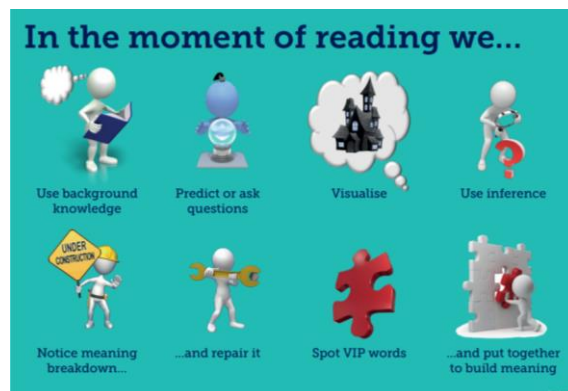 In the moment of reading we...
Use background
knowledge
Predict or ask
questions
Visualise
Use inference
UNDER
CONSTRUCTION
Notice meaning
breakdown...
...and repair it
Spot VIP words
...and put together
to build meaning